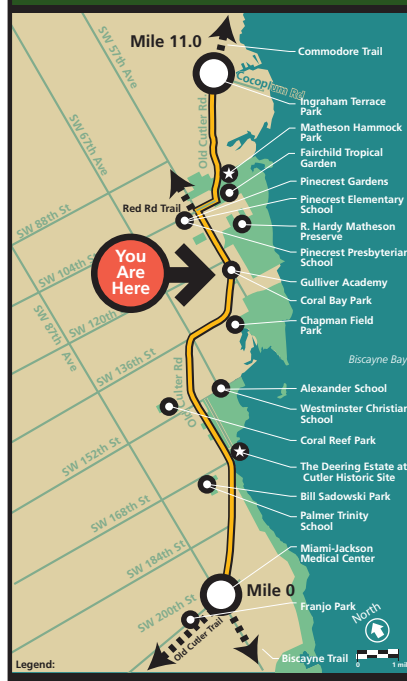 Mile 11.0
SW 57th Ave
Commodore Trail
Cocoplum Rd
Old Cutler Rd
SW 67th Ave
Ingraham Terrace
Park
Matheson Hammock
Park
Fairchild Tropical
Garden
Pinecrest Gardens
Pinecrest Elementary
School
Red Rd Trail
SW 88th St
R. Hardy Matheson
Preserve
Pinecrest Presbyterian
School
You
Are
Here
SW 104th St
Gulliver Academy
Coral Bay Park
SW 87th Ave
SW 120th
Chapman Field
Park
Biscayne Bay
SW 136th St
Old Culter Rd
Alexander School
Westminster Christian
School
Coral Reef Park
SW 152th St
The Deering Estate at
Cutler Historic Site
Bill Sadowski Park
SW 168th St
Palmer Trinity
School
SW 184th St
Miami-Jackson
Medical Center
Mile 0
SW 200th St
Franjo Park
North
Old Cutler Trail
Biscayne Trail
Legend:
0 1 mil